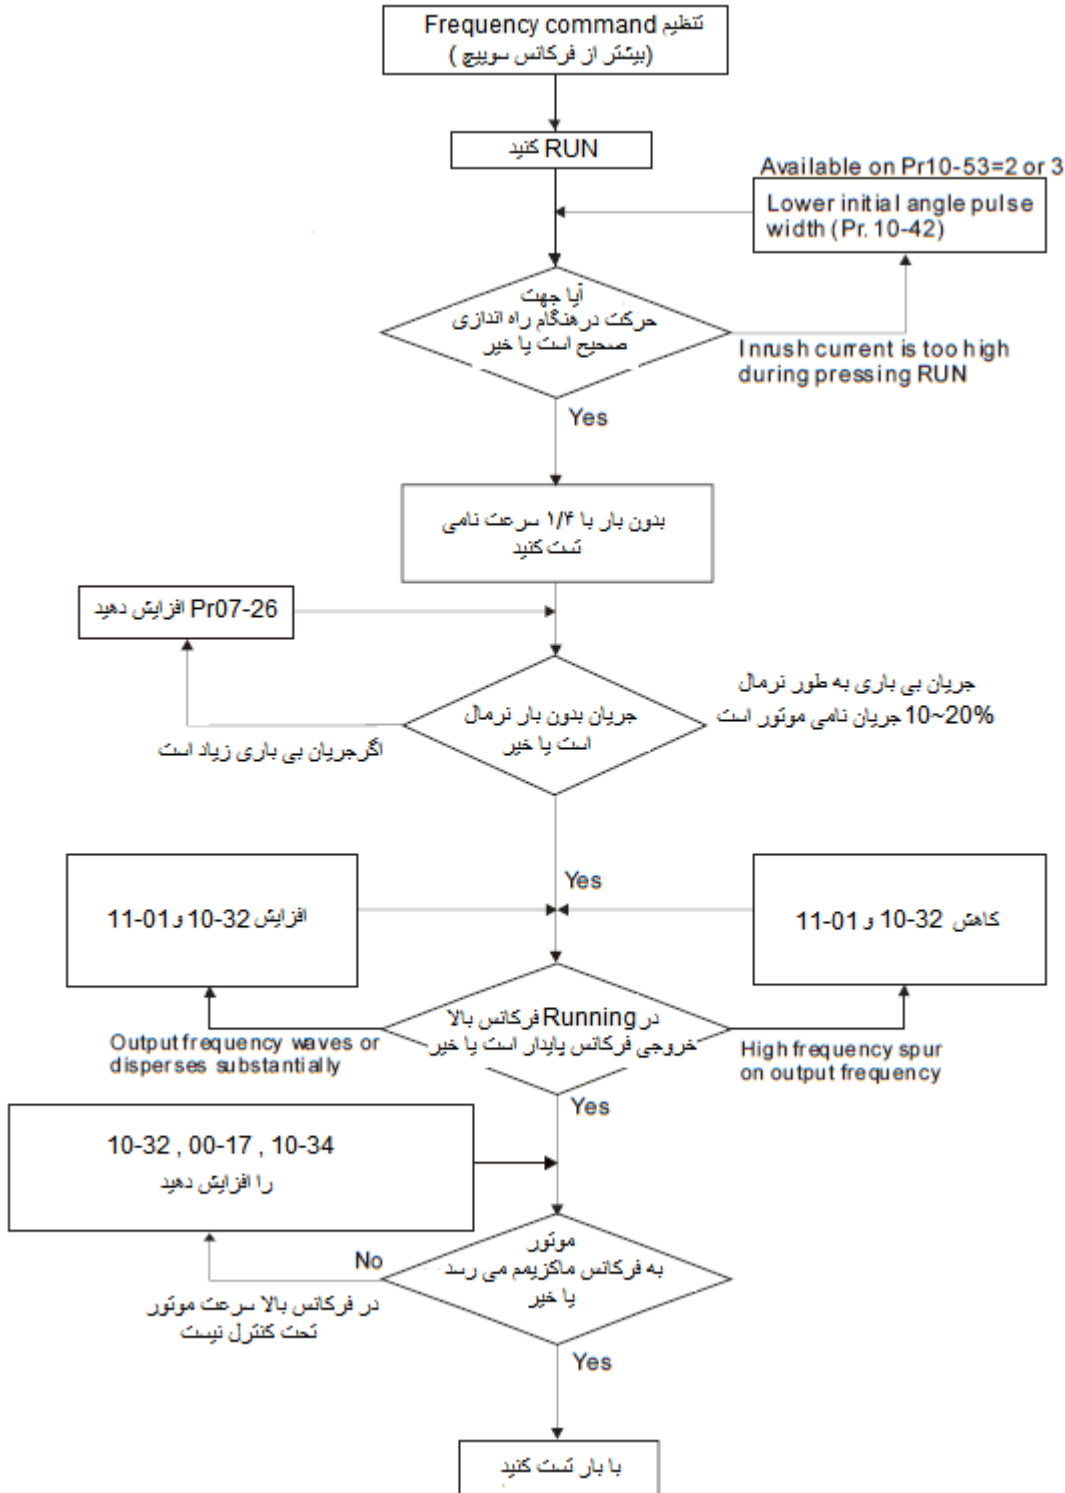 تنظیم Frequency command
(بیشتر از فرکانس سوییچ )
RUN کنید
Available on Pr10-53=2 or 3
Lower initial angle pulse
width (Pr. 10-42)
آیا جهت
حرکت درهنگام راه اندازی
صحیح است یا خیر
Inrush current is too high
during pressing RUN
Yes
بدون بار با ۱/۴ سرعت نامی
تست کنید
Pr07-26 افزایش دهید
جریان بدون بار نرمال
است یا خیر
جریان بی باری به طور نرمال
10~20% جریان نامی موتور است
اگرجریان بی باری زیاد است
Yes
افزایش 10-32 و 11-01
کاهش 10-32 و 11-01
در Running فرکانس بالا
خروجی فرکانس پایدار است یا خیر
Output frequency waves or
disperses substantially
High frequency spur
on output frequency
Yes
10-32 , 00-17 , 10-34
را افزایش دهید
موتور
به فرکانس ماکزیمم می رسد
یا خیر
No
در فرکانس بالا سرعت موتور
تحت کنترل نیست
Yes
با بار تست کنید